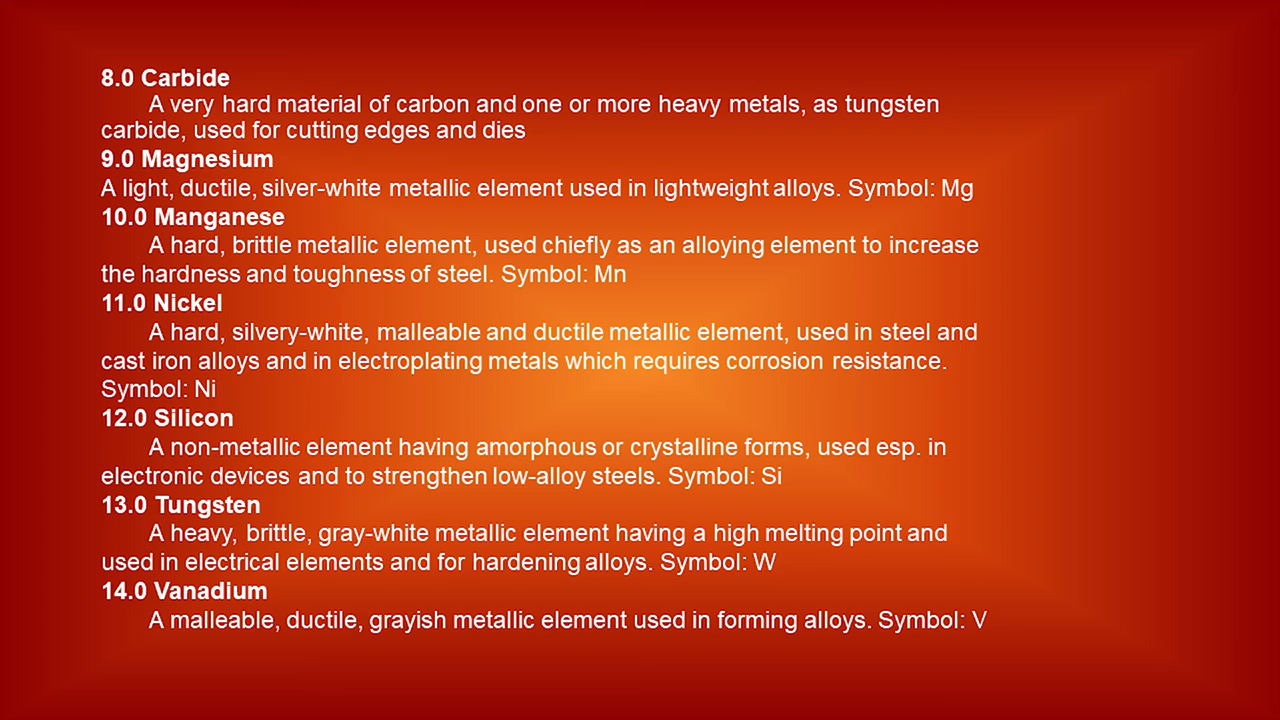 8.0 Carbide
A very hard material of carbon and one or more heavy metals, as tungsten
carbide, used for cutting edges and dies
9.0 Magnesium
A light, ductile, silver-white metallic element used in lightweight alloys. Symbol: Mg
10.0 Manganese
A hard, brittle metallic element, used chiefly as an alloying element to increase
the hardness and toughness of steel. Symbol: Mn
11.0 Nickel
A hard, silvery-white, malleable and ductile metallic element, used in steel and
cast iron alloys and in electroplating metals which requires corrosion resistance.
Symbol: Ni
12.0 Silicon
A non-metallic element having amorphous or crystalline forms, used esp. in
electronic devices and to strengthen low-alloy steels. Symbol: Si
13.0 Tungsten
A heavy, brittle, gray-white metallic element having a high melting point and
used in electrical elements and for hardening alloys. Symbol: W
14.0 Vanadium
A malleable, ductile, grayish metallic element used in forming alloys. Symbol: V